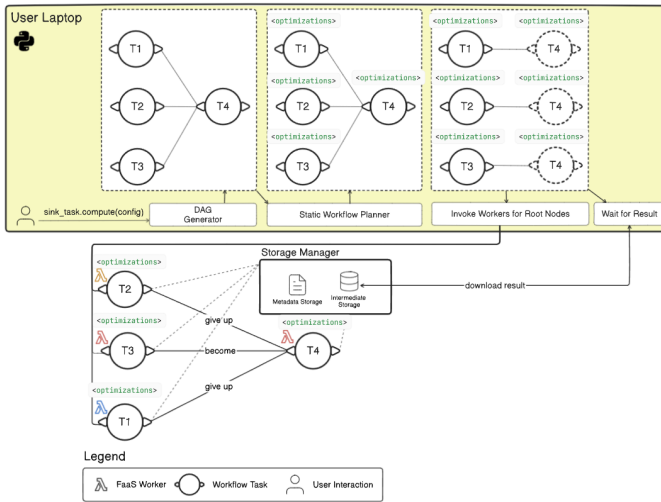 User Laptop
<optimizations>
<optimizations>
<optimizations>
T1
T1
T1
T4
<optimizations>
<optimizations>
<optimizations>
<optimizations>
T2
T4
T2
T4
T2
T4
<optimizations>
<optimizations>
<optimizations>
T3
T3
T3
T4
sink_task.compute(config)
DAG
Generator
Static Workflow Planner
Invoke Workers for Root Nodes
Wait for Result
Storage Manager
<optimizations>
Metadata Storage
Intermediate
Storage
download result
T2
give up
<optimizations>
<optimizations>
T3
become
T4
<optimizations>
give up
T1
Legend
FaaS Worker
Workflow Task
User Interaction